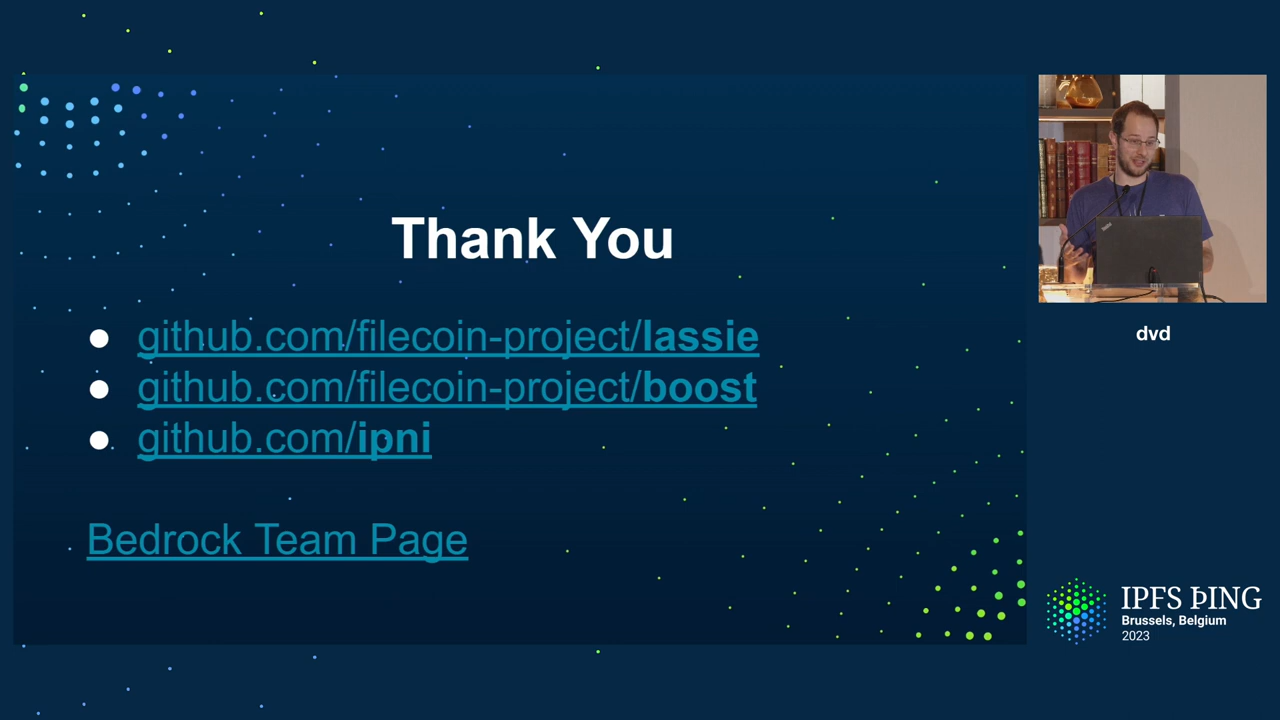 Thank You
● github.com/filecoin-project/lassie
● github.com/filecoin-project/boost
● github.com/ipni
Bedrock Team Page
dvd
IPFS ÞING
Brussels, Belgium
2023